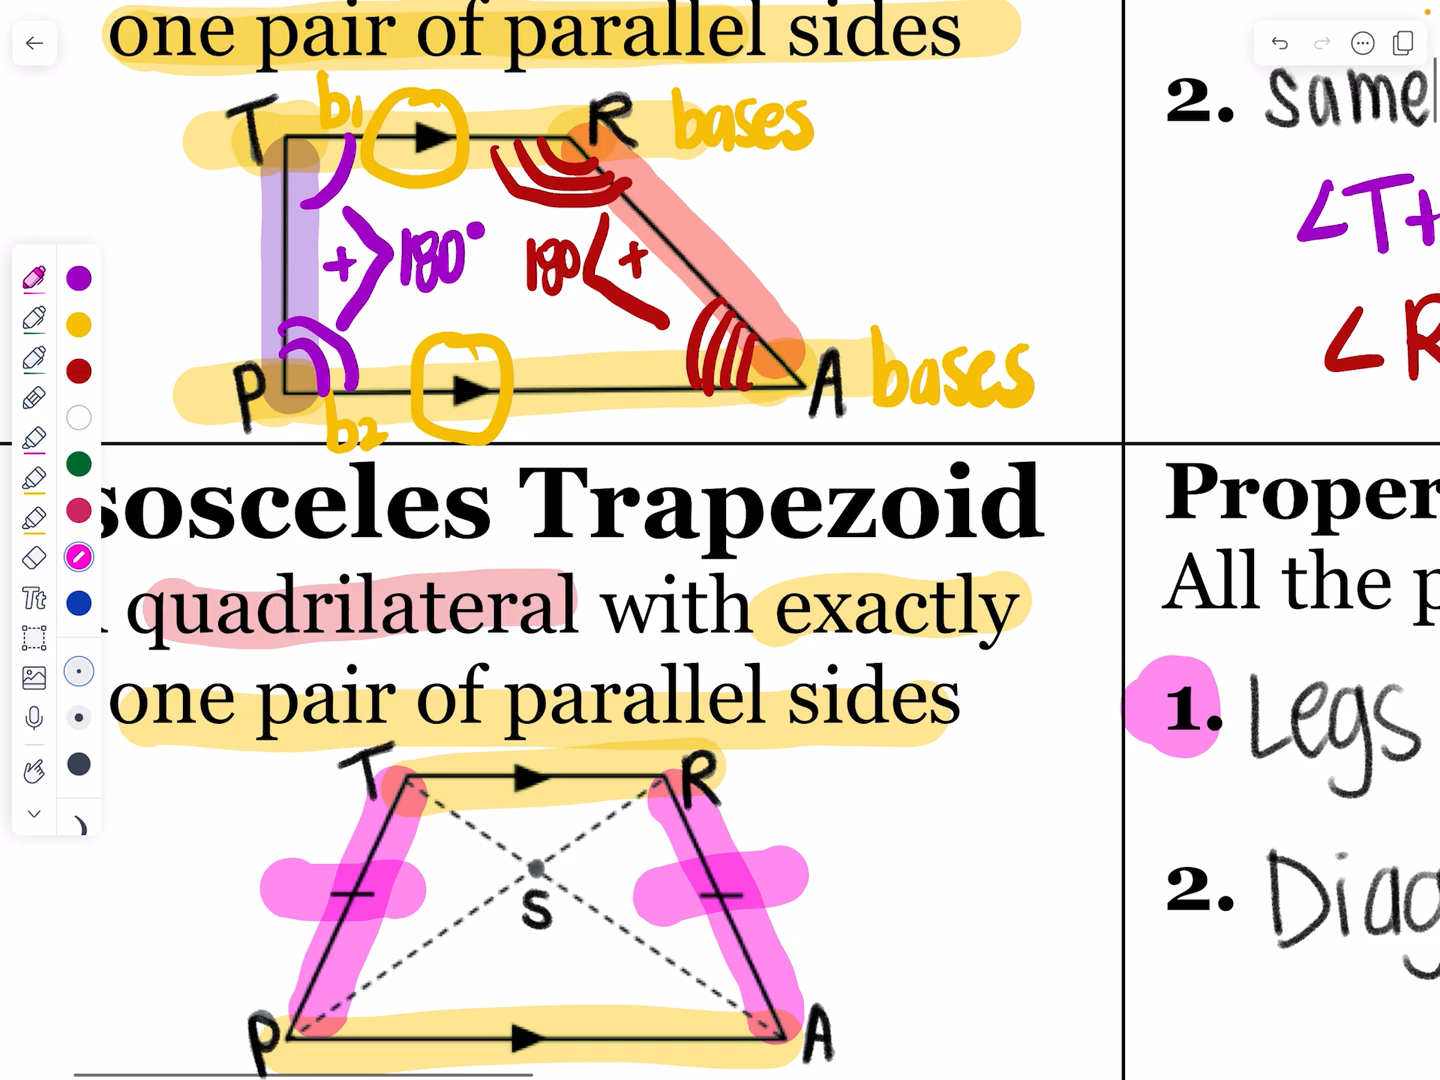 one pair of parallel sides
T b1 R bases
2. same
<T+
+ > 180° 180 < +
<R
P b2 A bases
sosceles Trapezoid
Proper
quadrilateral with exactly
All the p
one pair of parallel sides
1. Legs
T R
2. Diag
S
P A
Tt